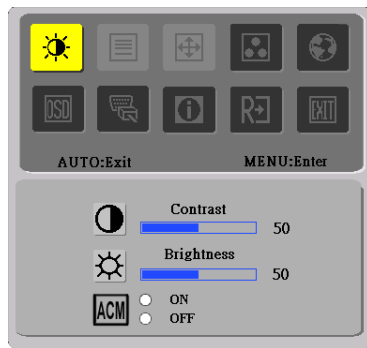 OSD
R
EXIT
AUTO:Exit
MENU:Enter
Contrast
50
Brightness
50
ACM
ON
OFF